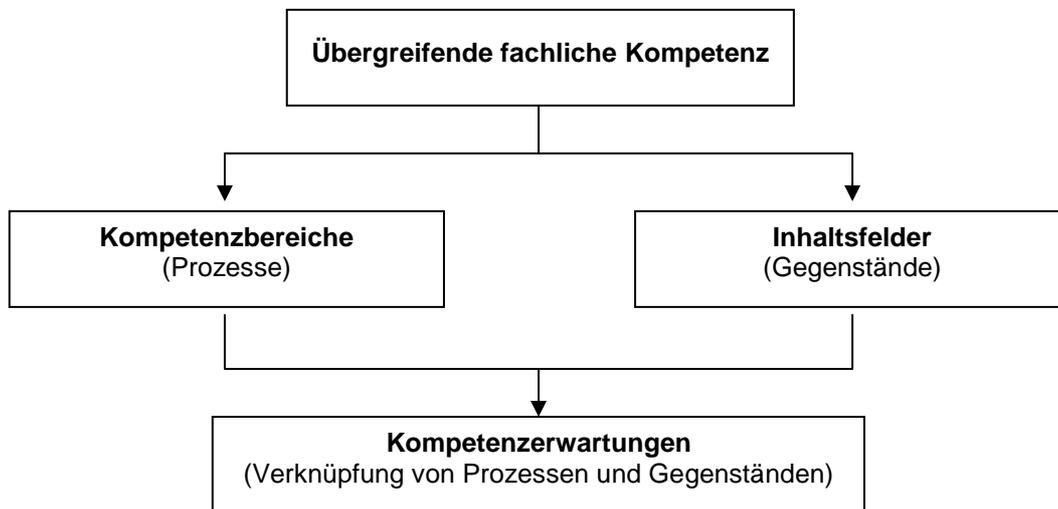 Übergreifende fachliche Kompetenz
Kompetenzbereiche
(Prozesse)
Inhaltsfelder
(Gegenstände)
Kompetenzerwartungen
(Verknüpfung von Prozessen und Gegenständen)